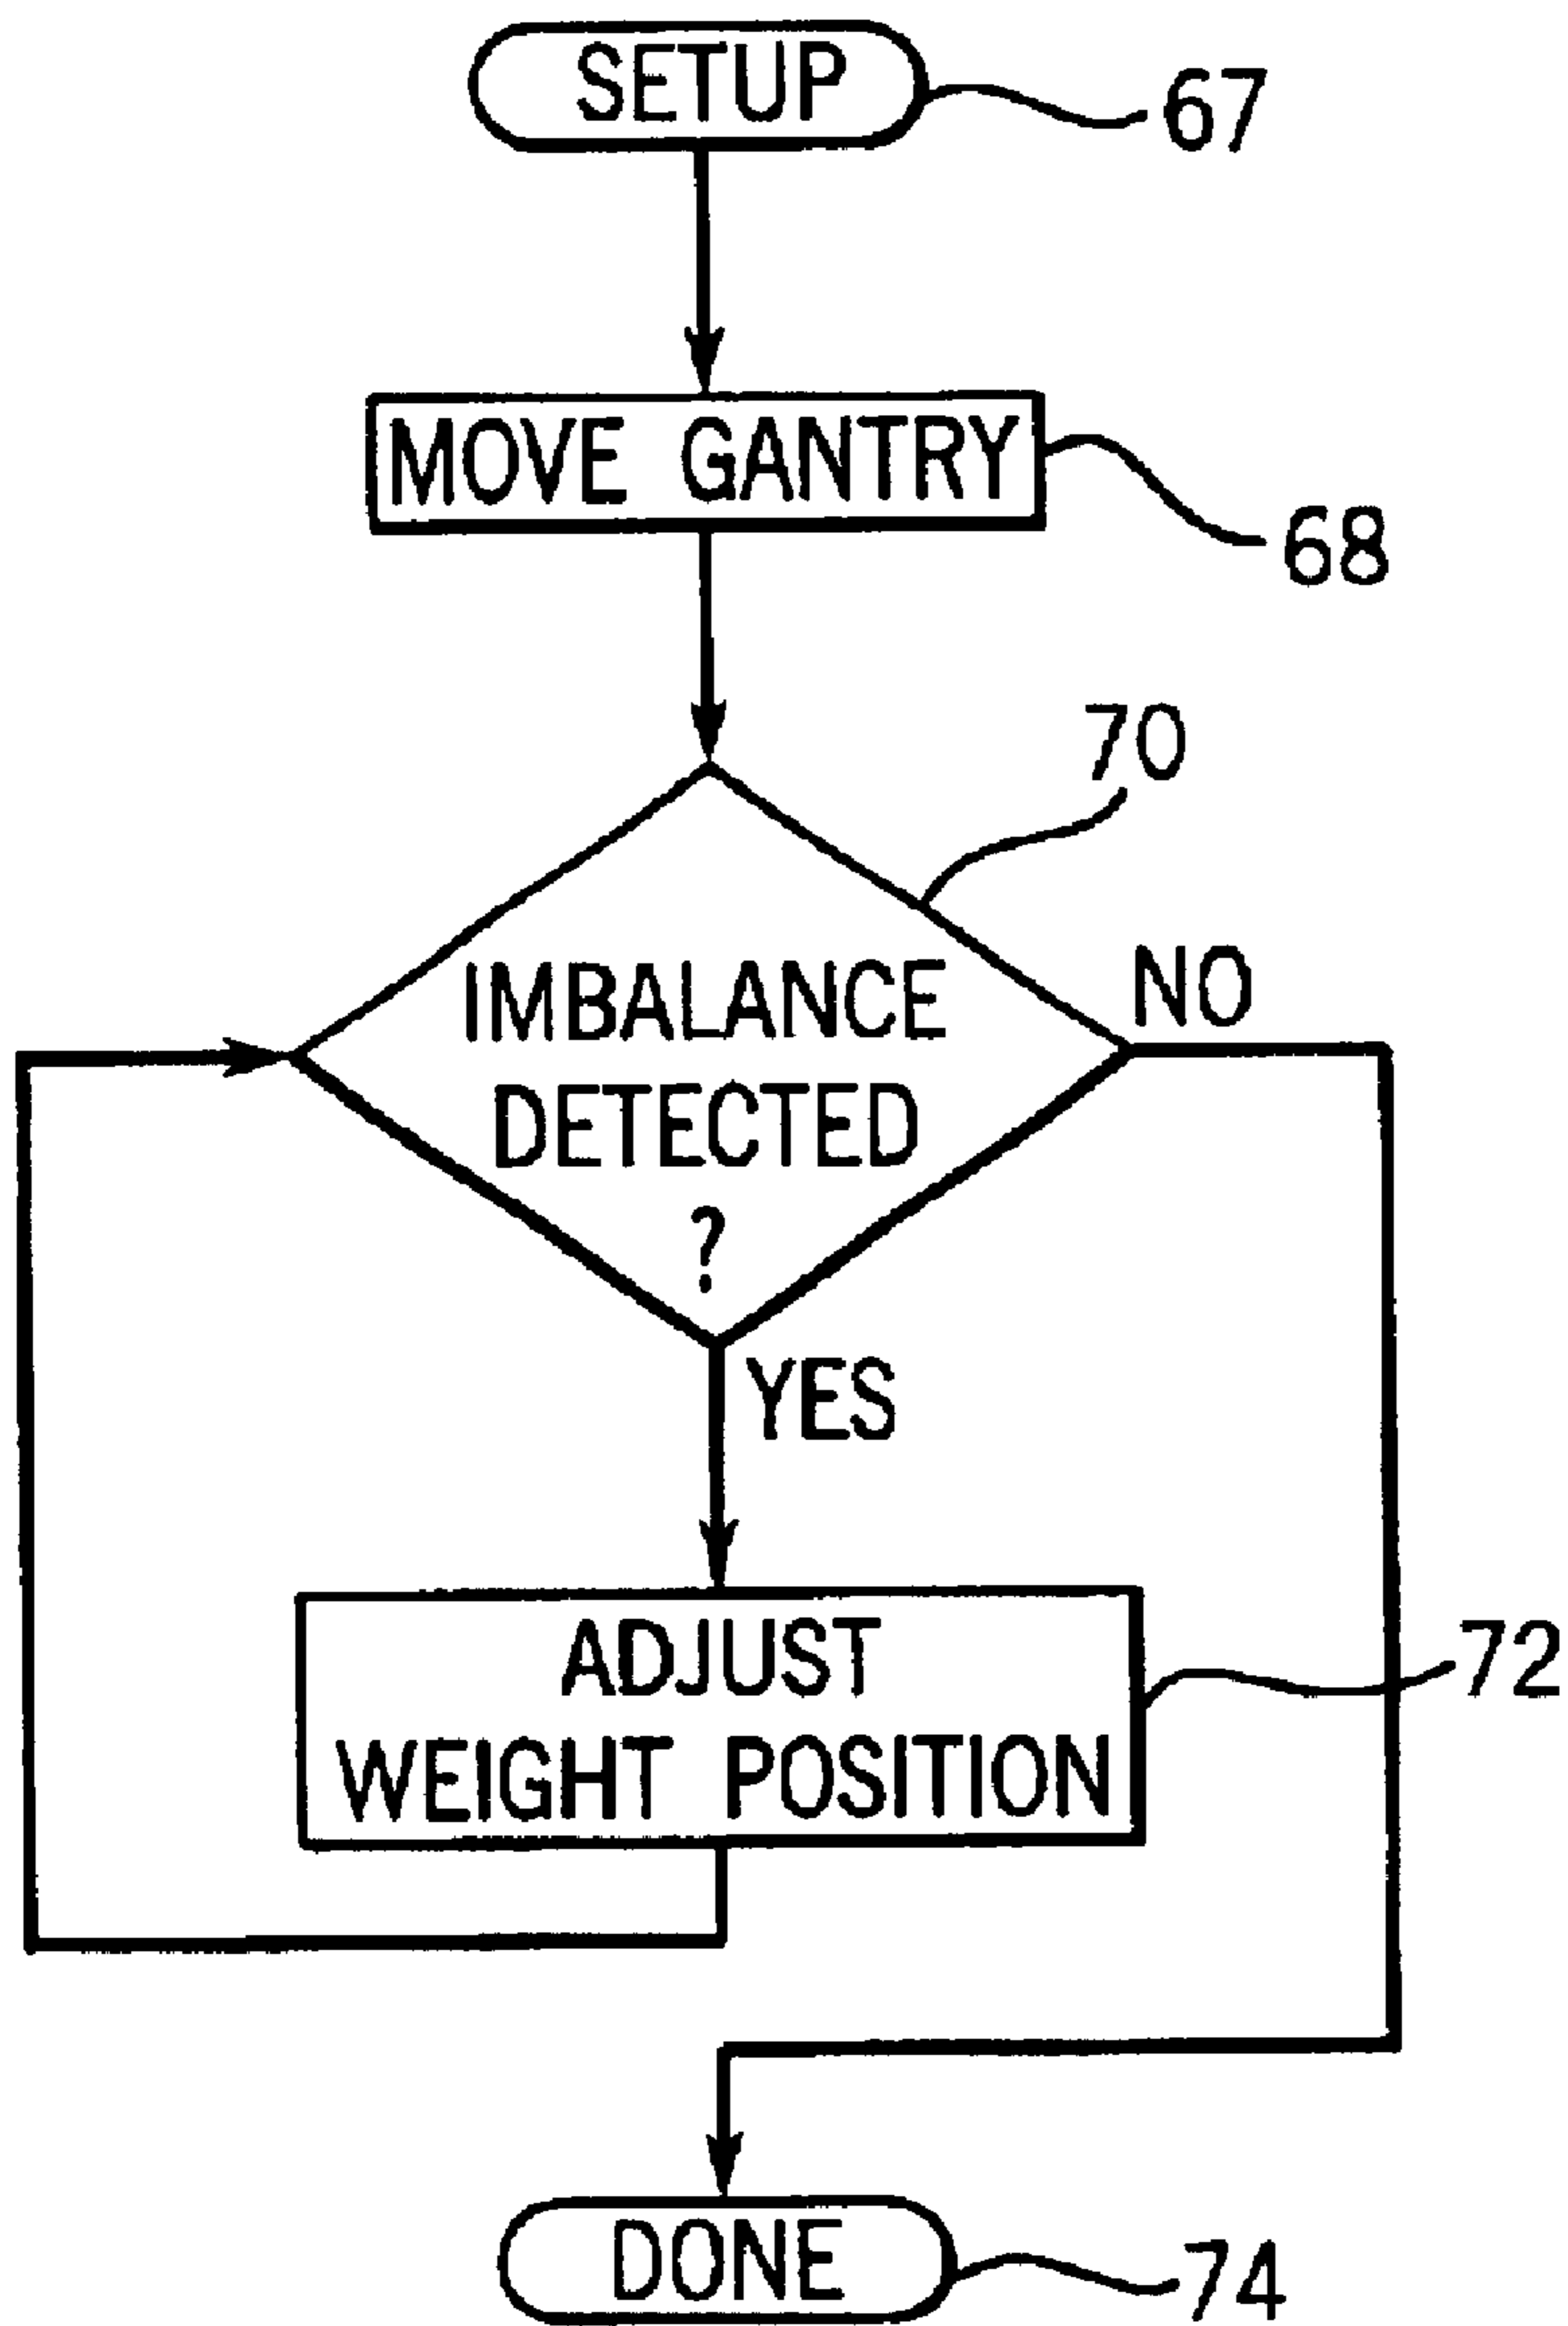 SETUP
67
MOVE GANTRY
68
70
IMBALANCE
DETECTED
?
NO
YES
ADJUST
WEIGHT POSITION
72
DONE
74